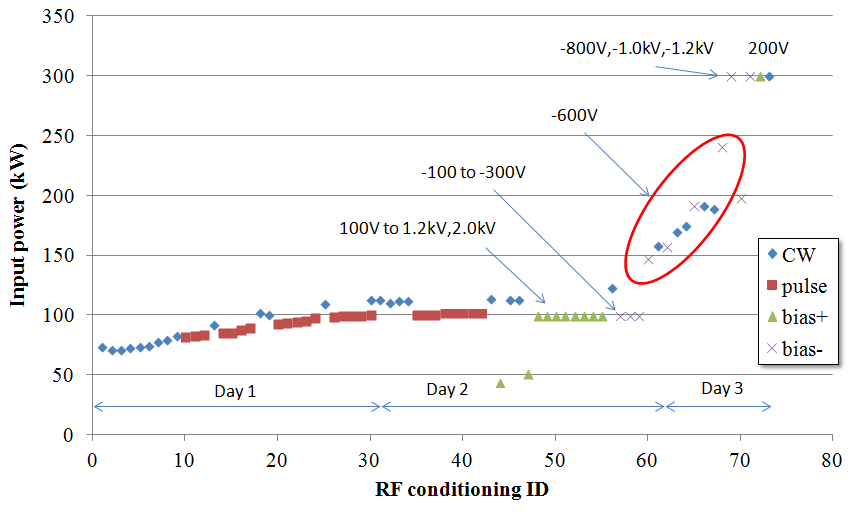 -800V,-1.0kV,-1.2kV 200V
300
-600V
250
-100 to -300V
200
100V to 1.2kV,2.0kV
150
100
50
0
Input power (kW)
CW
pulse
bias+
bias-
Day 1 Day 2 Day 3
0 10 20 30 40 50 60 70 80
RF conditioning ID